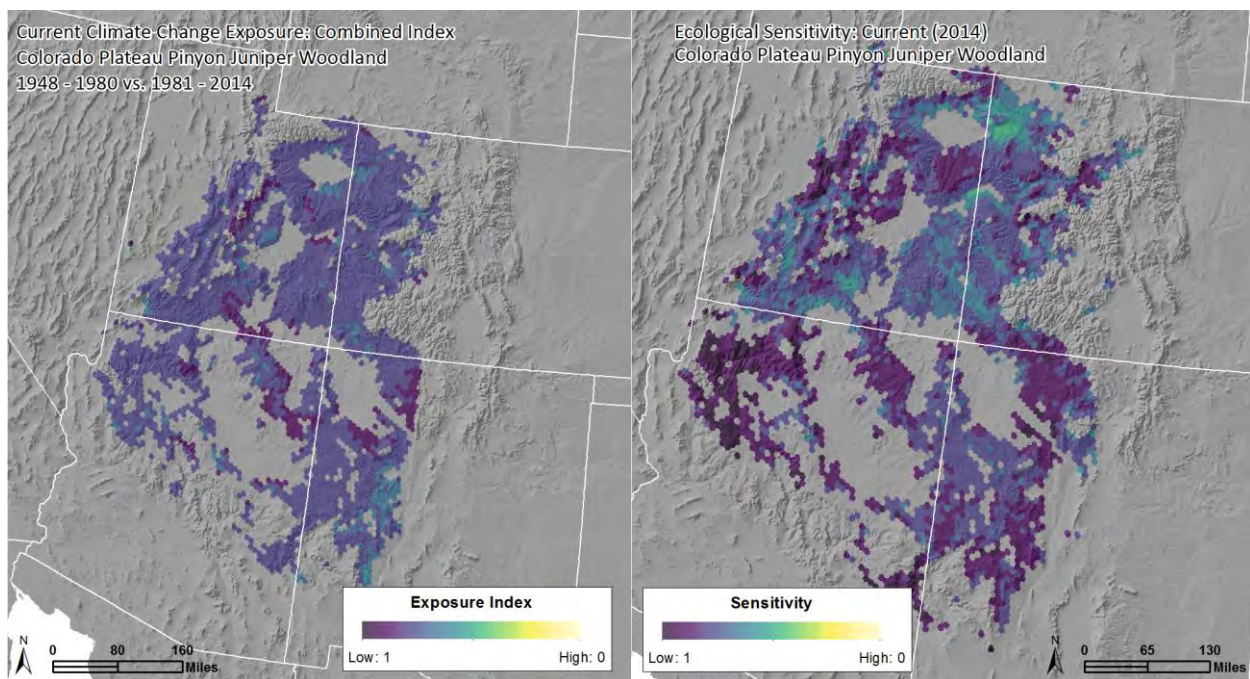 Current Climate Change Exposure: Combined Index
Colorado Plateau Pinyon Juniper Woodland
1948 - 1980 vs. 1981 - 2014
Exposure Index
Low: 1 High: 0
N
0 80 160
Miles
Ecological Sensitivity: Current (2014)
Colorado Plateau Pinyon Juniper Woodland
Sensitivity
Low: 1 High: 0
N
0 65 130
Miles